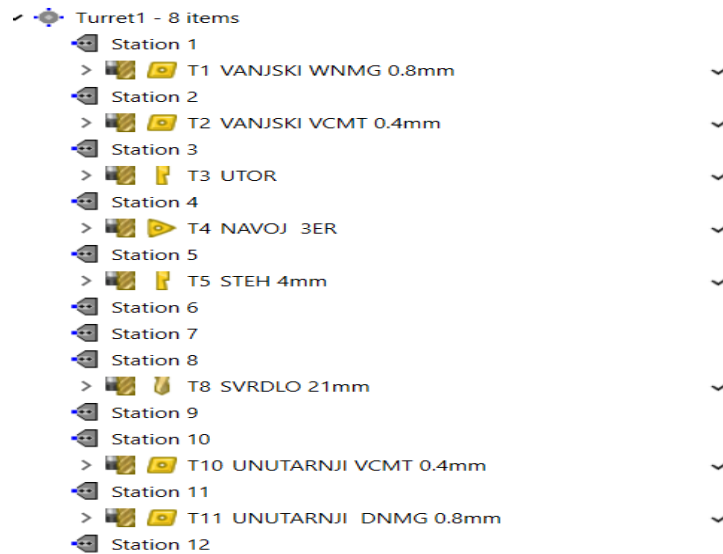 Turret1 - 8 items
Station 1
T1 VANJSKI WNMG 0.8mm
Station 2
T2 VANJSKI VCMT 0.4mm
Station 3
T3 UTOR
Station 4
T4 NAVOJ 3ER
Station 5
T5 STEH 4mm
Station 6
Station 7
Station 8
T8 SVRDLO 21mm
Station 9
Station 10
T10 UNUTARNJI VCMT 0.4mm
Station 11
T11 UNUTARNJI DNMG 0.8mm
Station 12